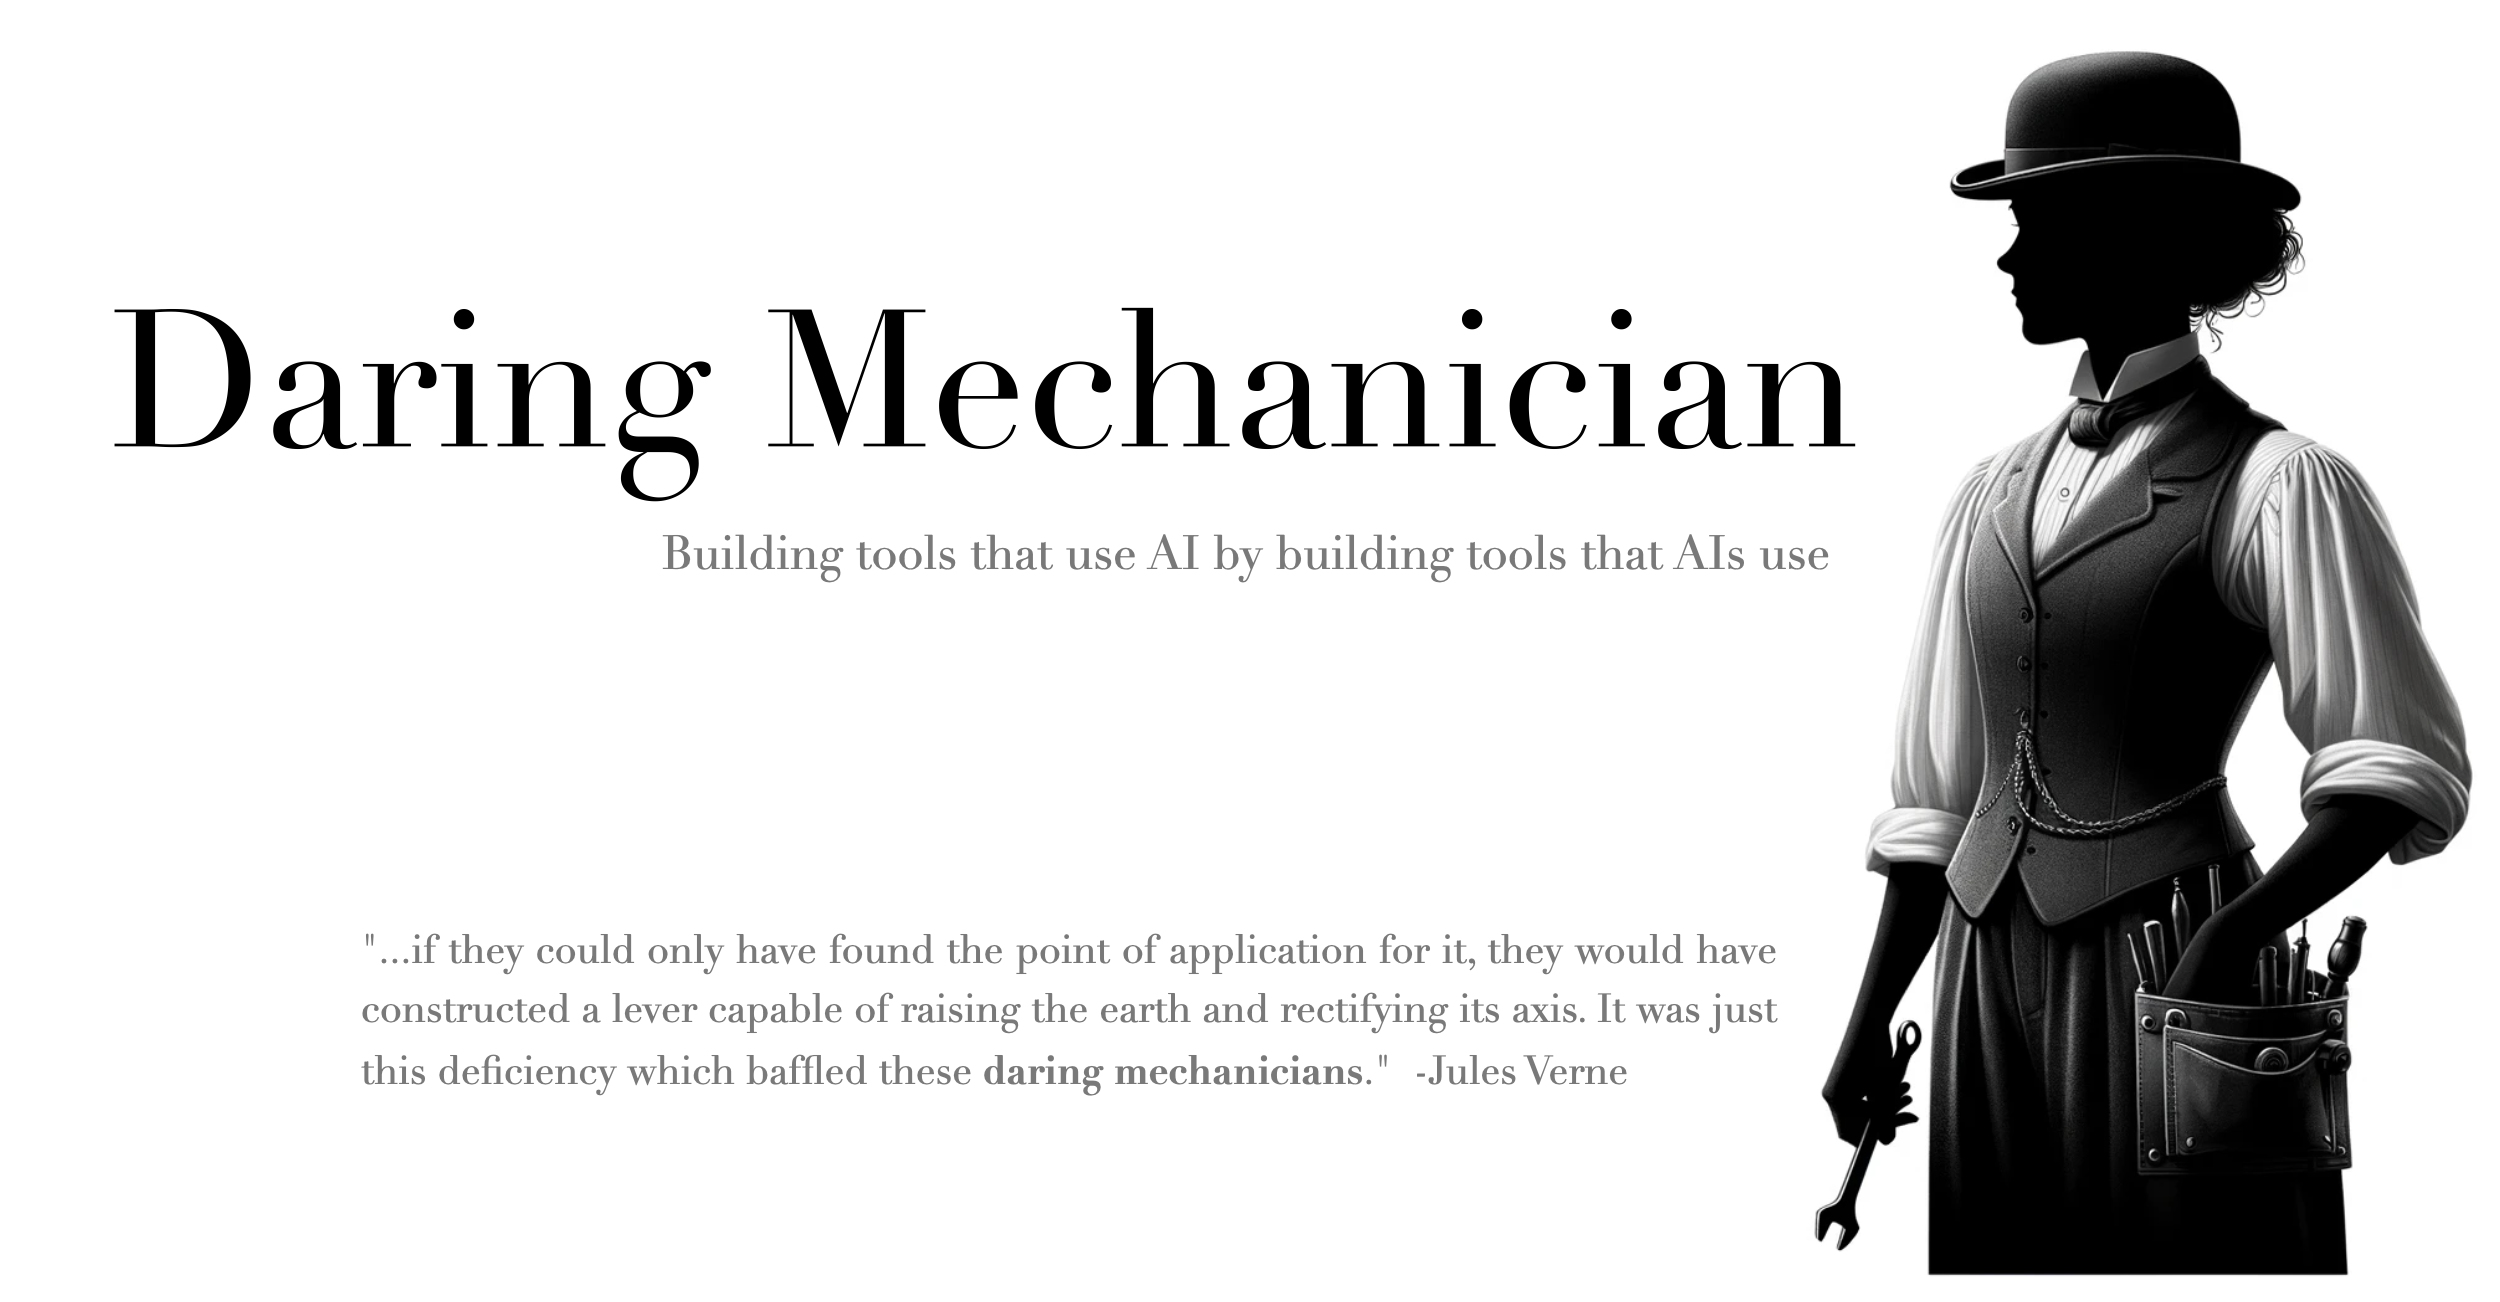 Daring Mechanician
Building tools that use AI by building tools that AIs use
"...if they could only have found the point of application for it, they would have
constructed a lever capable of raising the earth and rectifying its axis. It was just
this deficiency which baffled these daring mechanicians." -Jules Verne